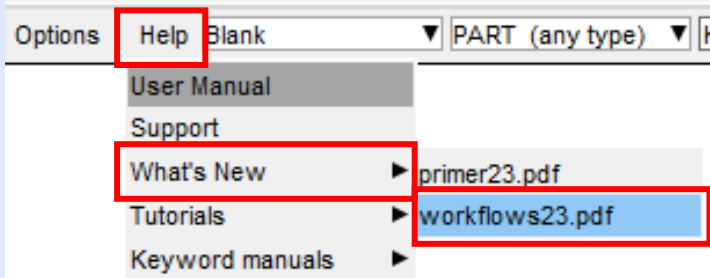 Options Help Blank ▼ PART (any type) ▼
User Manual
Support
What's New ► primer23.pdf
Tutorials ► workflows23.pdf
Keyword manuals ►